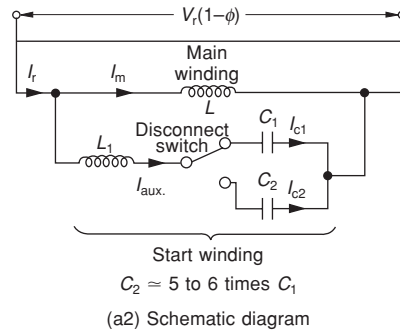 V_r(1–ϕ)
I_r
I_m
Main
winding
L
L_1
Disconnect
switch
C_1
I_c1
I_aux.
C_2
I_c2
Start winding
C_2 ≃ 5 to 6 times C_1
(a2) Schematic diagram